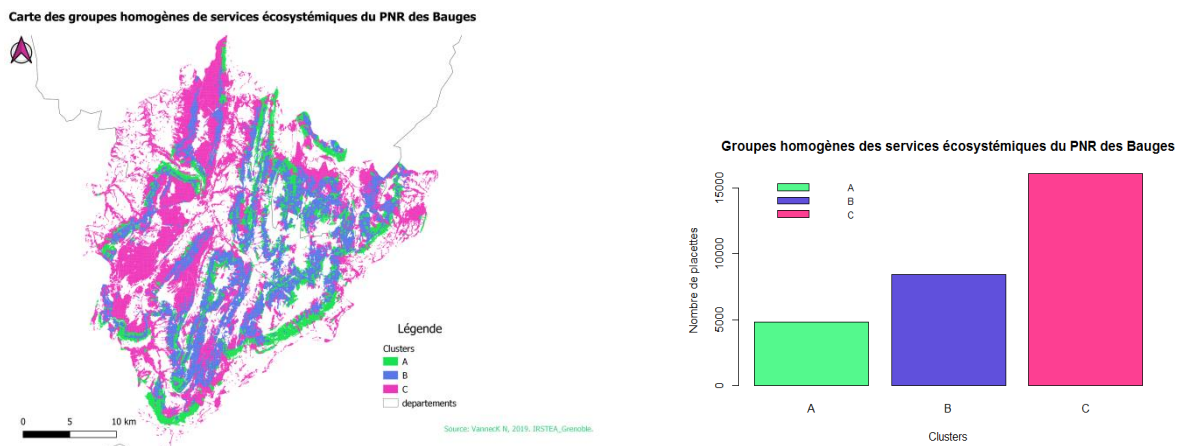 Carte des groupes homogènes de services écosystémiques du PNR des Bauges
Légende
Clusters
A
B
C
departements
0 5 10 km
Source: VannecK N, 2019. IRSTEA_Grenoble.
Groupes homogènes des services écosystémiques du PNR des Bauges
A
B
C
Nombre de placettes
15000
10000
5000
0
A B C
Clusters